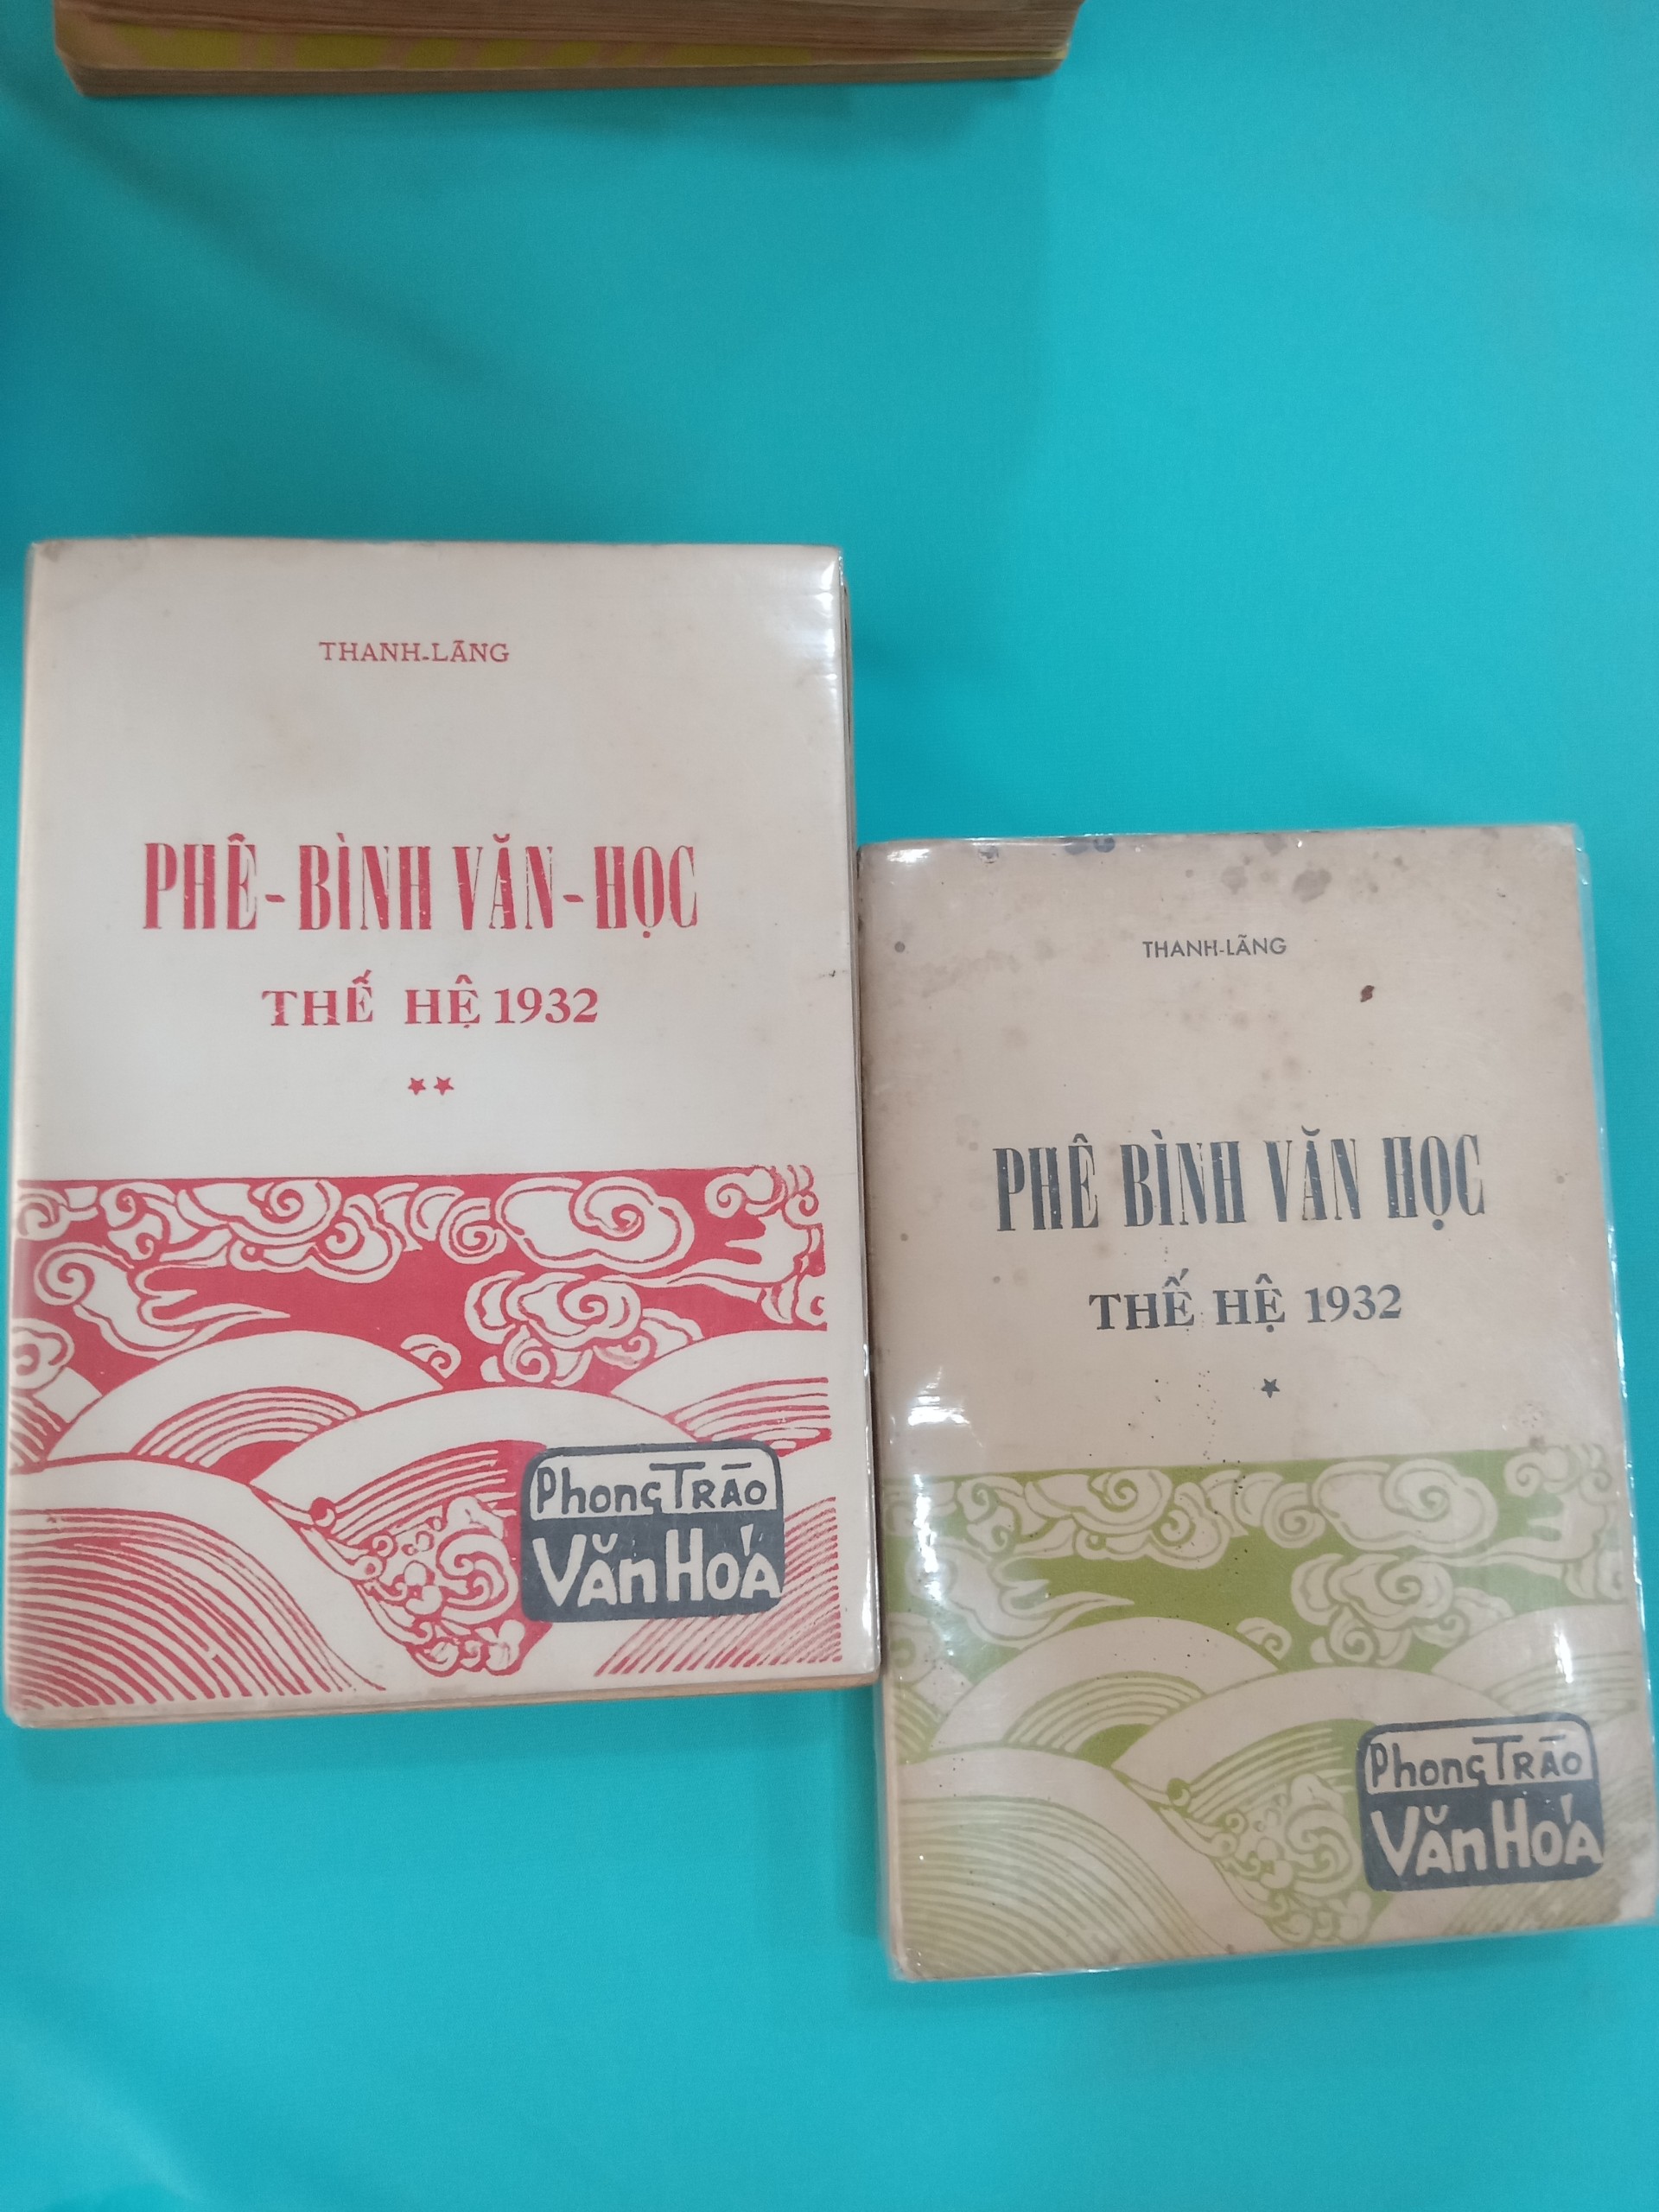 THANH-LÃNG
PHÊ-BÌNH VĂN-HỌC
THẾ HỆ 1932
Phong TRÀO
VĂN HOÁ
THANH-LÃNG
PHÊ BÌNH VĂN HỌC
THẾ HỆ 1932
Phong TRÀO
VĂN HOÁ